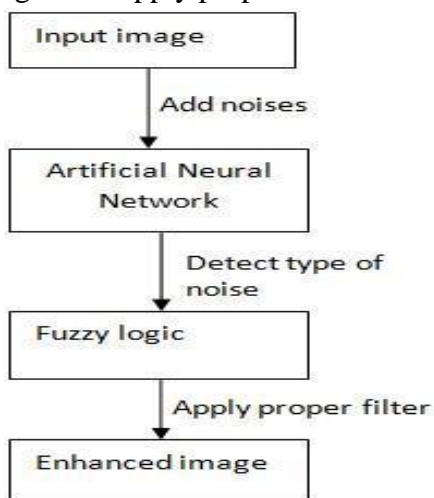 Input image
Add noises
Artificial Neural
Network
Detect type of
noise
Fuzzy logic
Apply proper filter
Enhanced image